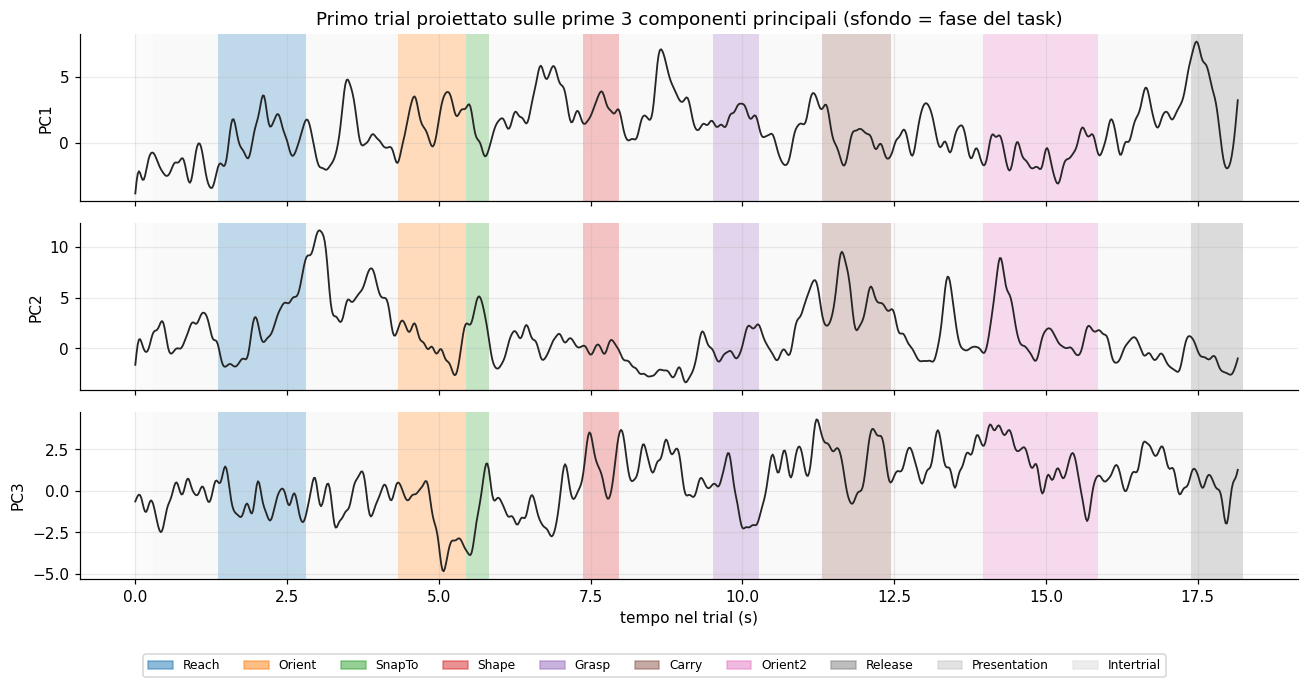 Primo trial proiettato sulle prime 3 componenti principali (sfondo = fase del task)
PC1
5
0
PC2
10
5
0
PC3
2.5
0.0
−2.5
−5.0
0.0 2.5 5.0 7.5 10.0 12.5 15.0 17.5
tempo nel trial (s)
Reach Orient SnapTo Shape Grasp Carry Orient2 Release Presentation Intertrial